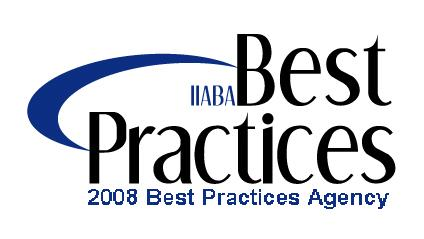 IIABA Best
Practices
2008 Best Practices Agency